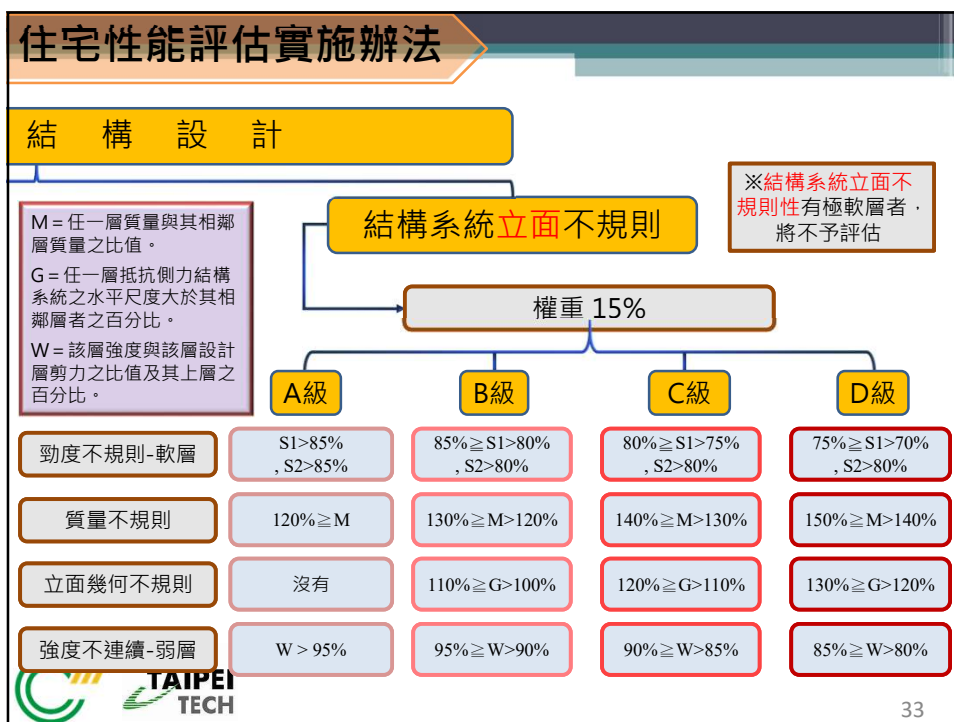 住宅性能評估實施辦法
結構設計
※結構系統立面不
規則性有極軟層者，
將不予評估
M＝任一層質量與其相鄰
層質量之比值。
G＝任一層抵抗側力結構
系統之水平尺度大於其相
鄰層者之百分比。
W＝該層強度與該層設計
層剪力之比值及其上層之
百分比。
結構系統立面不規則
權重 15%
A級
B級
C級
D級
勁度不規則-軟層
S1>85%
, S2>85%
85%≧S1>80%
, S2>80%
80%≧S1>75%
, S2>80%
75%≧S1>70%
, S2>80%
質量不規則
120%≧M
130%≧M>120%
140%≧M>130%
150%≧M>140%
立面幾何不規則
沒有
110%≧G>100%
120%≧G>110%
130%≧G>120%
強度不連續-弱層
W > 95%
95%≧W>90%
90%≧W>85%
85%≧W>80%
TAIPEI
TECH
33